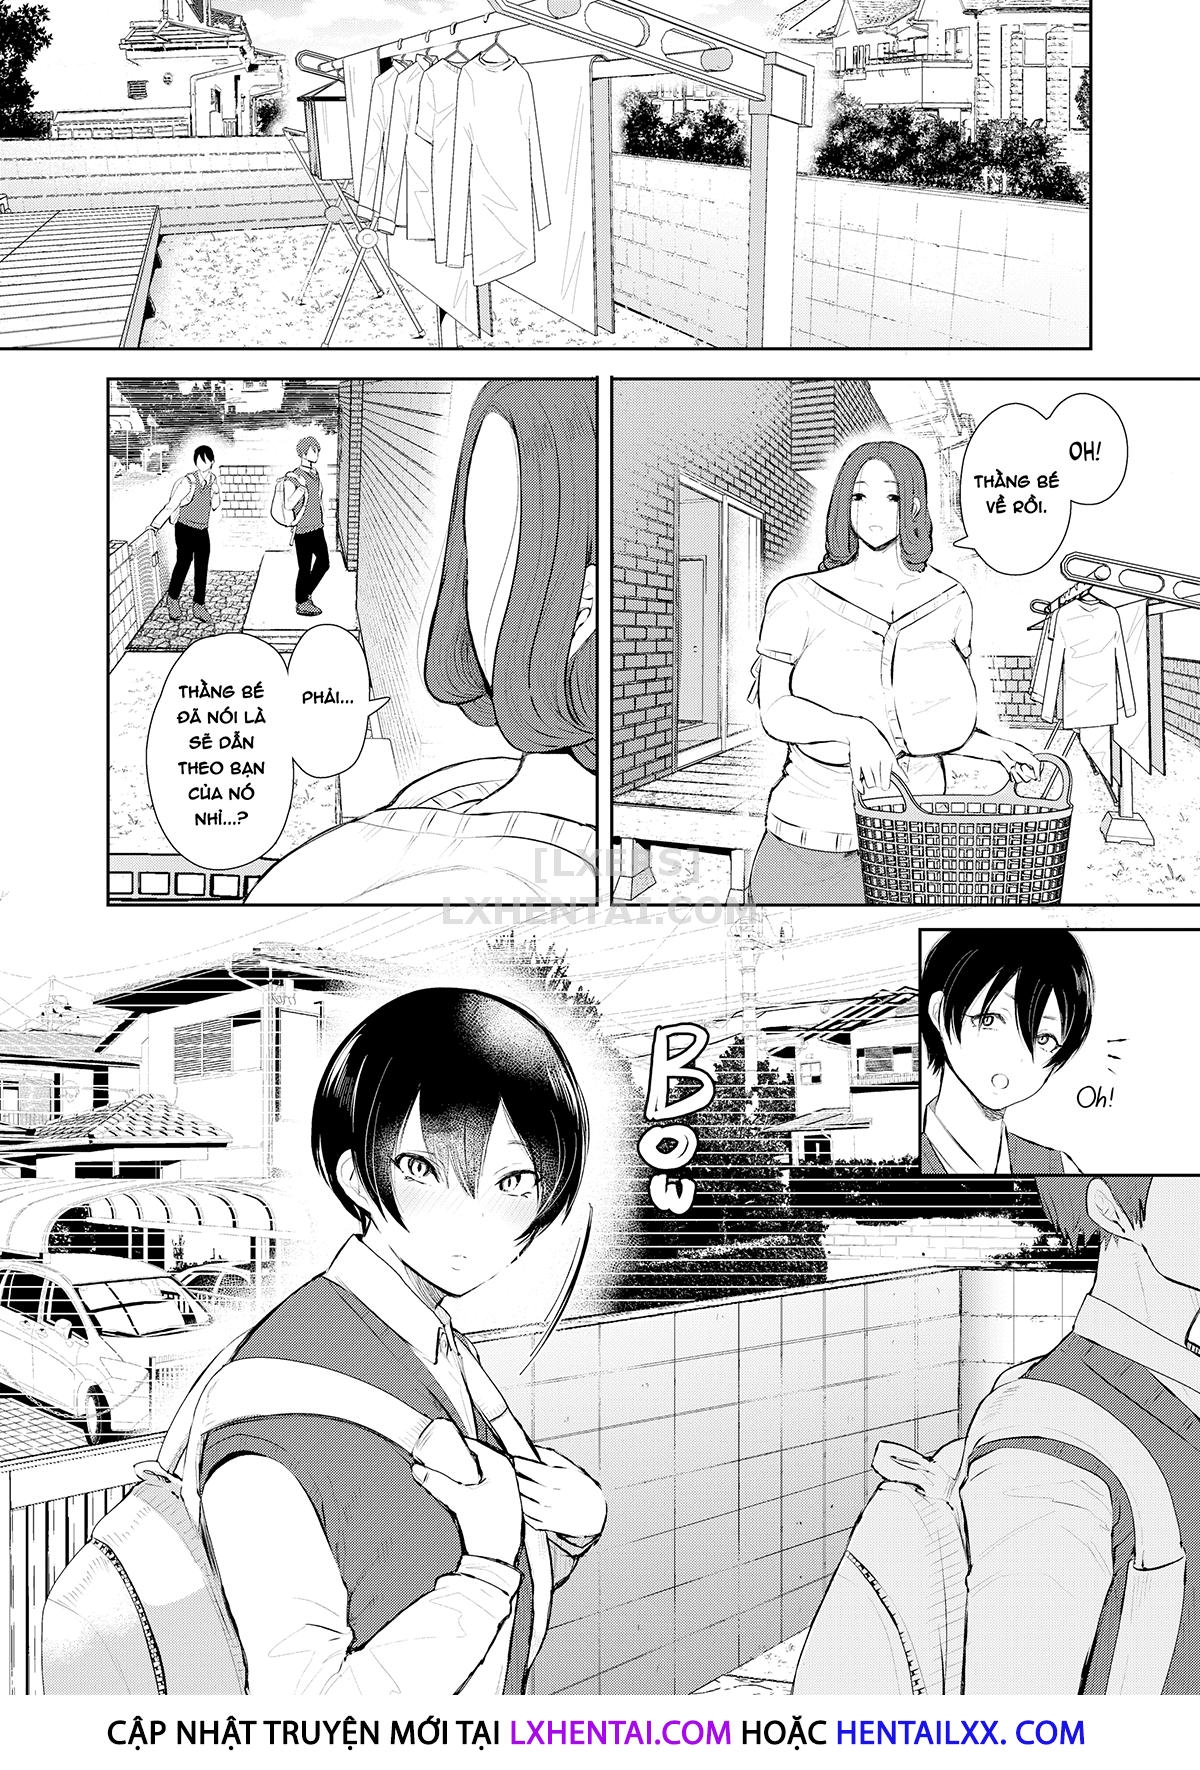 OH!
THẰNG BÉ
VỀ RỒI.
PHẢI...
THẰNG BÉ
ĐÃ NÓI LÀ
SẼ DẪN
THEO BẠN
CỦA NÓ
NHỈ...?
[LXERS]
LXHENTAI.COM
Oh!
BOW
CẬP NHẬT TRUYỆN MỚI TẠI LXHENTAI.COM HOẶC HENTAILXX. COM